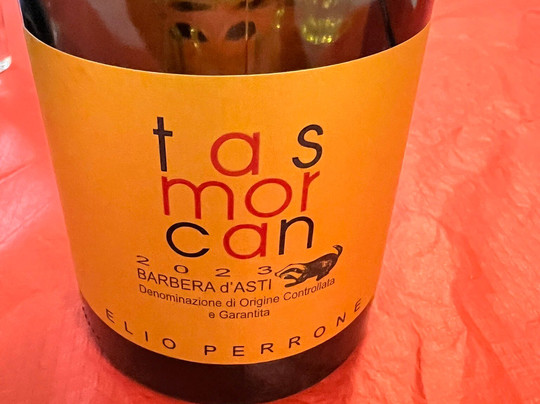 tas
mor
can
2023
BARBERA d'ASTI
Denominazione di Origine Controllata
e Garantita
ELIO PERRONE